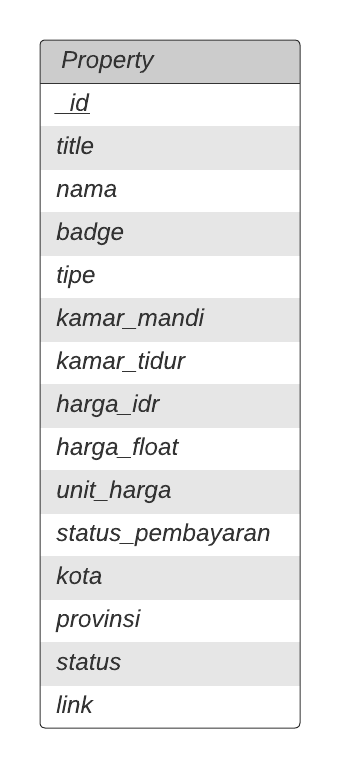 Property
_id
title
nama
badge
tipe
kamar_mandi
kamar_tidur
harga_idr
harga_float
unit_harga
status_pembayaran
kota
provinsi
status
link